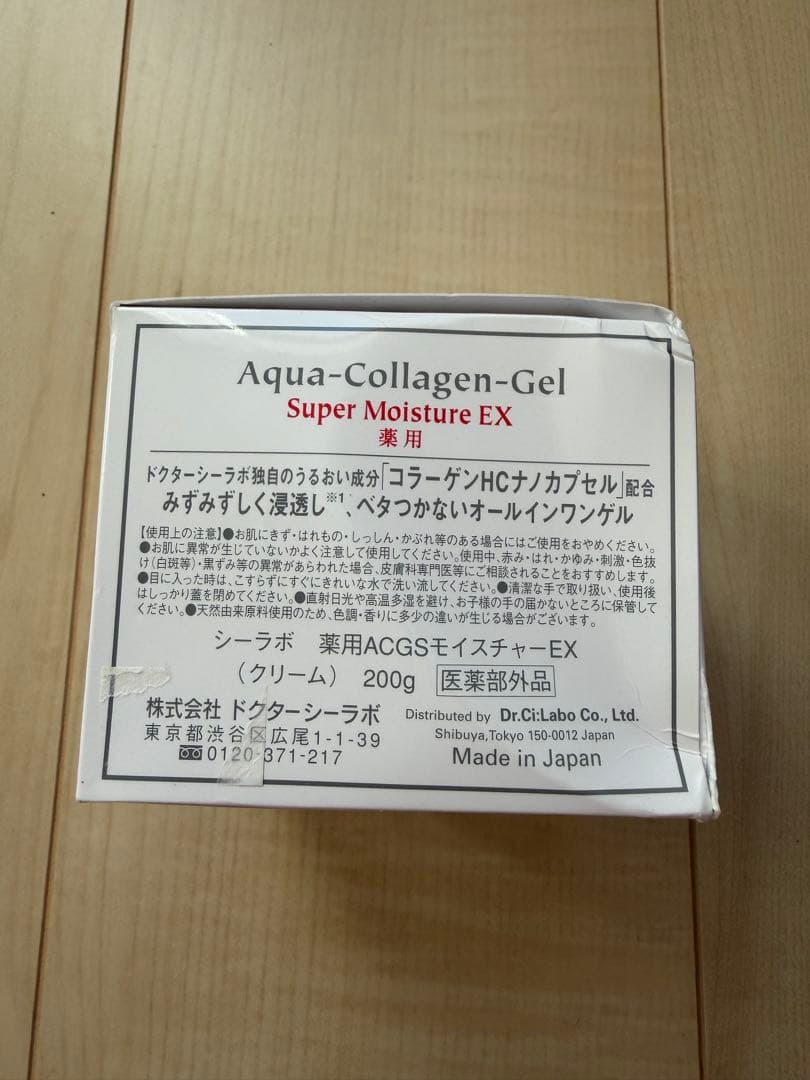 Aqua-Collagen-Gel
Super Moisture EX
薬用
ドクターシーラボ独自のうるおい成分「コラーゲンHCナノカプセル」配合
みずみずしく浸透し※1、ベタつかないオールインワンゲル
【使用上の注意】●お肌にきず・はれもの・しっしん・かぶれ等のある場合にはご使用をおやめください。
●お肌に異常が生じていないかよく注意して使用してください。使用中、赤み・はれ・かゆみ・刺激・色抜
け(白斑等)・黒ずみ等の異常があらわれた場合、皮膚科専門医等にご相談されることをおすすめします。
●目に入った時は、こすらずにすぐにきれいな水で洗い流してください。●清潔な手で取り扱い、使用後
はしっかり蓋を閉めてください。●直射日光や高温多湿を避け、お子様の手の届かないところに保管して
ください。●天然由来原料使用のため、色調・香りに多少の違いが生じる場合がございます。
シーラボ 薬用ACGSモイスチャーEX
（クリーム） 200g 医薬部外品
株式会社 ドクターシーラボ
東京都渋谷区広尾1-1-39
0120-371-217
Distributed by Dr.Ci:Labo Co., Ltd.
Shibuya,Tokyo 150-0012 Japan
Made in Japan